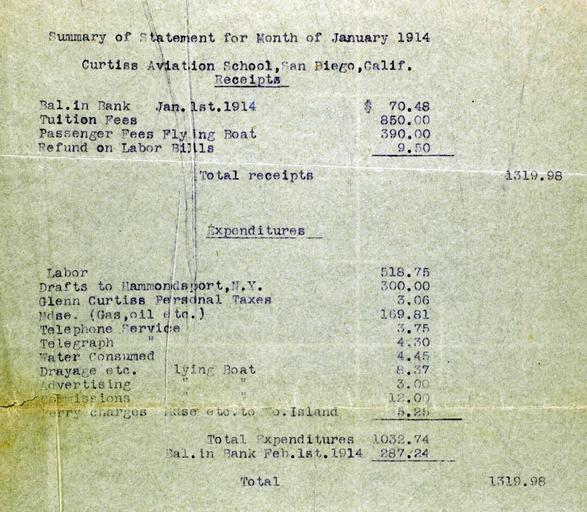 Summary of Statement for Month of January 1914
Curtiss Aviation School,San Diego,Calif.
Receipts
Bal.in Bank Jan.1st.1914 $ 70.48
Tuition Fees 850.00
Passenger Fees Flying Boat 390.00
Refund on Labor Bills 9.50
Total receipts 1319.98
Expenditures
Labor 518.75
Drafts to Hammondsport,N.Y. 300.00
Glenn Curtiss Personal Taxes 3.06
Mdse. (Gas,oil etc.) 169.81
Telephone Service 3.75
Telegraph " 4.30
Water Consumed 4.45
Drayage etc. Flying Boat 8.37
Advertising " " 3.00
Commissions " " 12.00
Ferry charges Mdse etc.to No.Island 5.25
Total Expenditures 1032.74
Bal.in Bank Feb.1st.1914 287.24
Total 1319.98